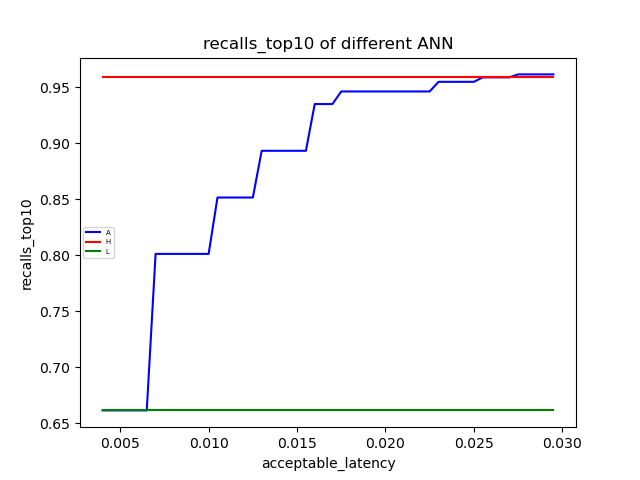 recalls_top10 of different ANN
recalls_top10
0.95
0.90
0.85
0.80
0.75
0.70
0.65
A
H
L
0.005 0.010 0.015 0.020 0.025 0.030
acceptable_latency